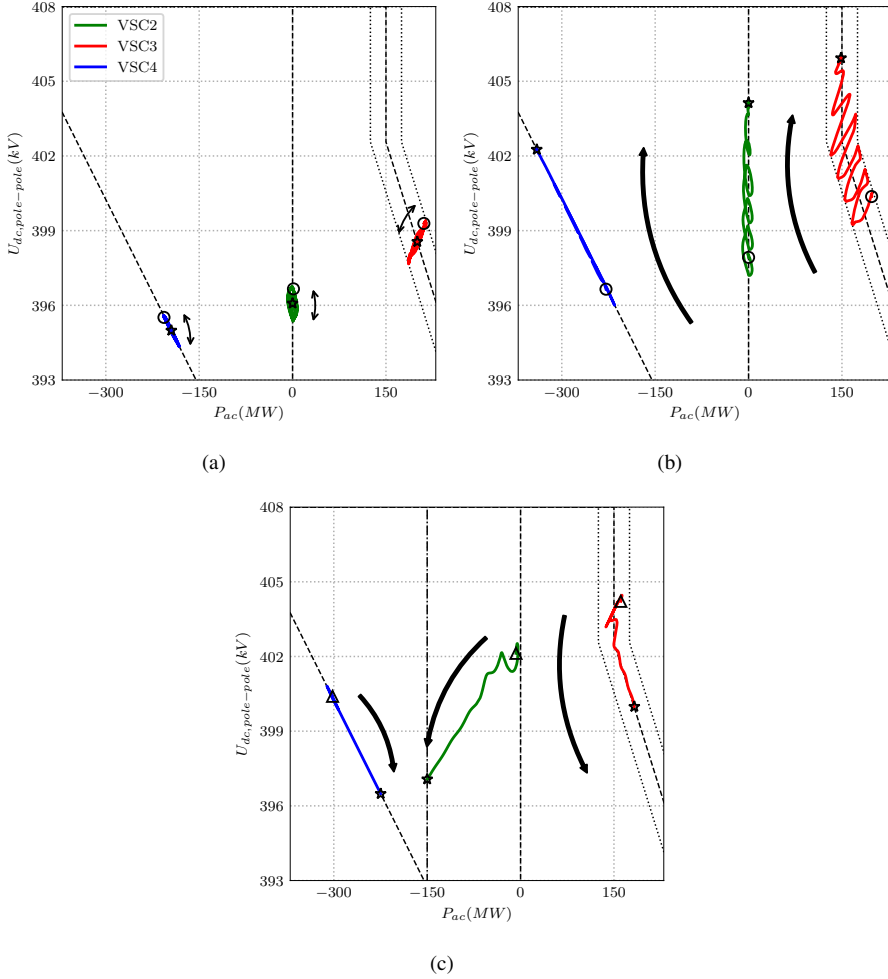 VSC2
VSC3
VSC4
408
405
402
399
396
393
U_{dc,pole-pole}(kV)
−300
−150
0
150
P_{ac}(MW)
(a)
408
405
402
399
396
393
U_{dc,pole-pole}(kV)
−300
−150
0
150
P_{ac}(MW)
(b)
408
405
402
399
396
393
U_{dc,pole-pole}(kV)
−300
−150
0
150
P_{ac}(MW)
(c)